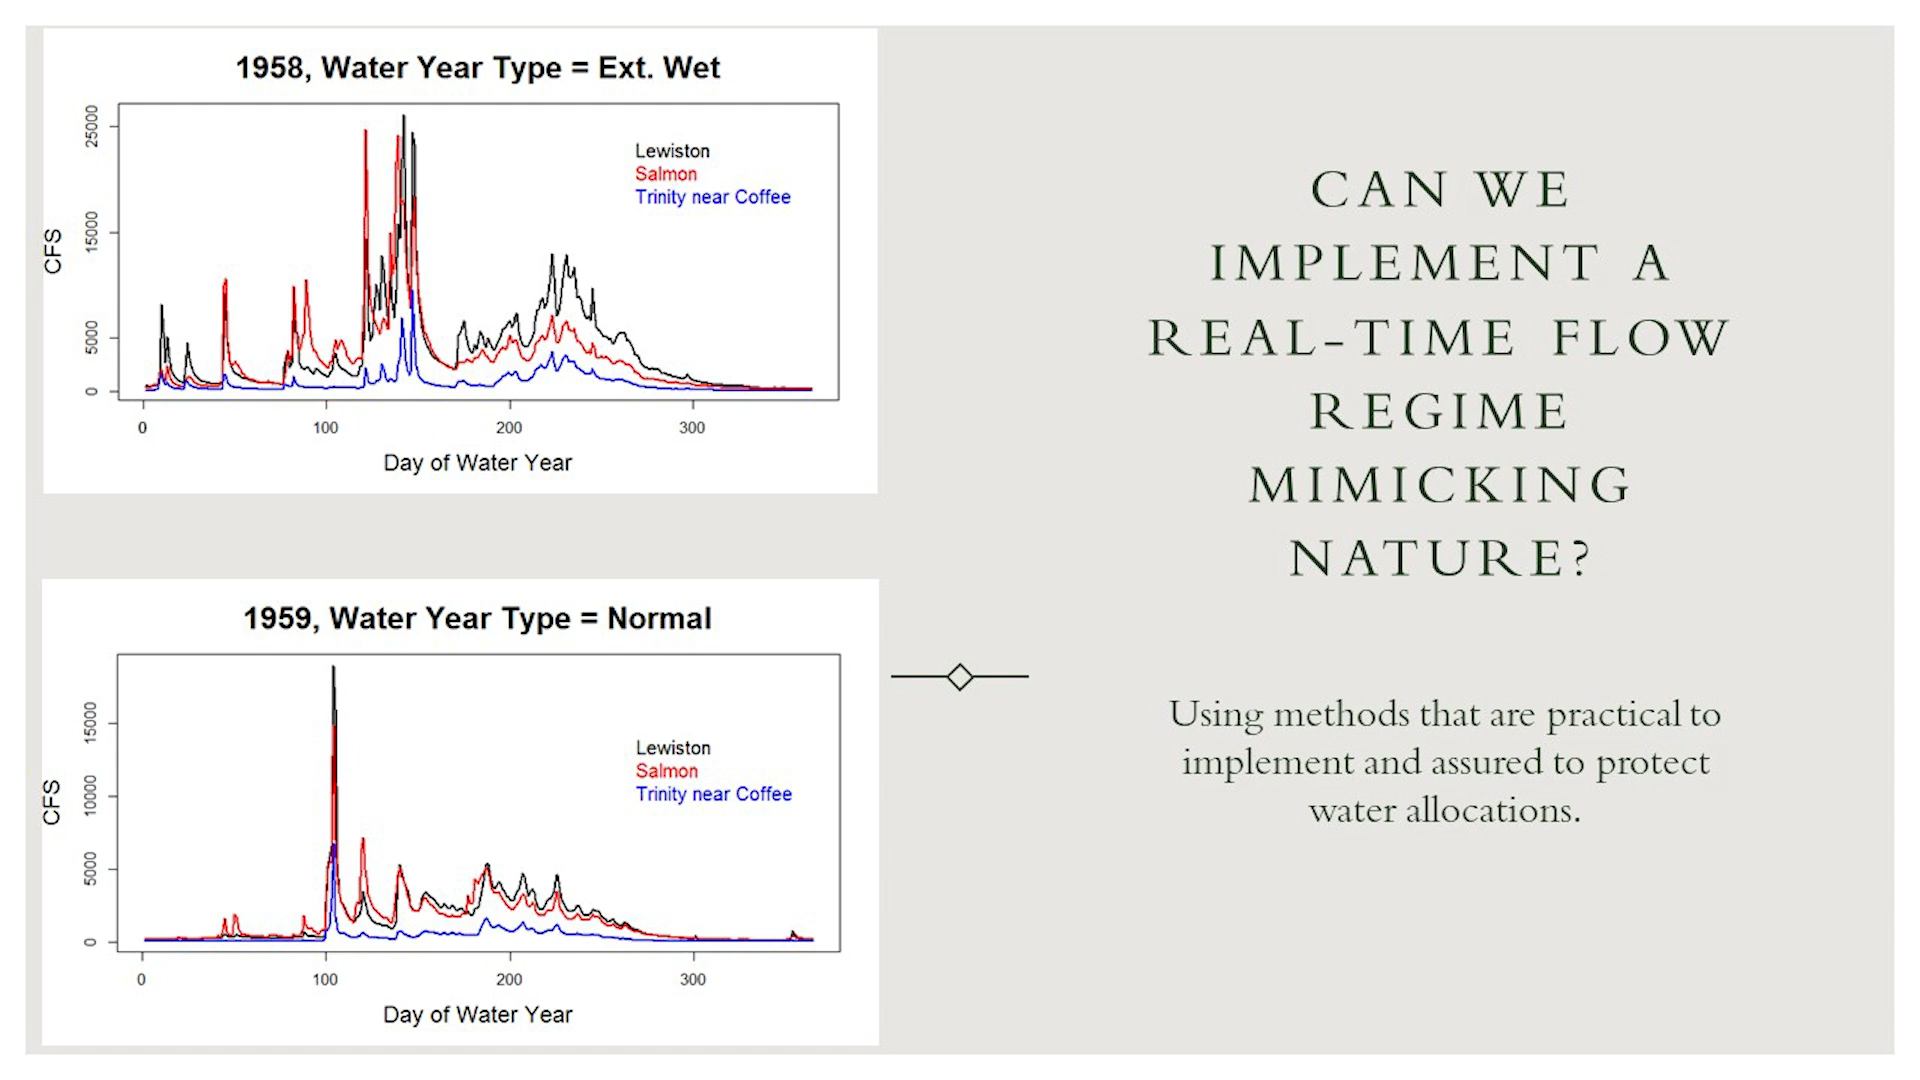 1958, Water Year Type = Ext. Wet
25000
15000
5000
0
CFS
Lewiston
Salmon
Trinity near Coffee
0 100 200 300
Day of Water Year
1959, Water Year Type = Normal
15000
10000
5000
0
CFS
Lewiston
Salmon
Trinity near Coffee
0 100 200 300
Day of Water Year
CAN WE
IMPLEMENT A
REAL-TIME FLOW
REGIME
MIMICKING
NATURE?
Using methods that are practical to
implement and assured to protect
water allocations.